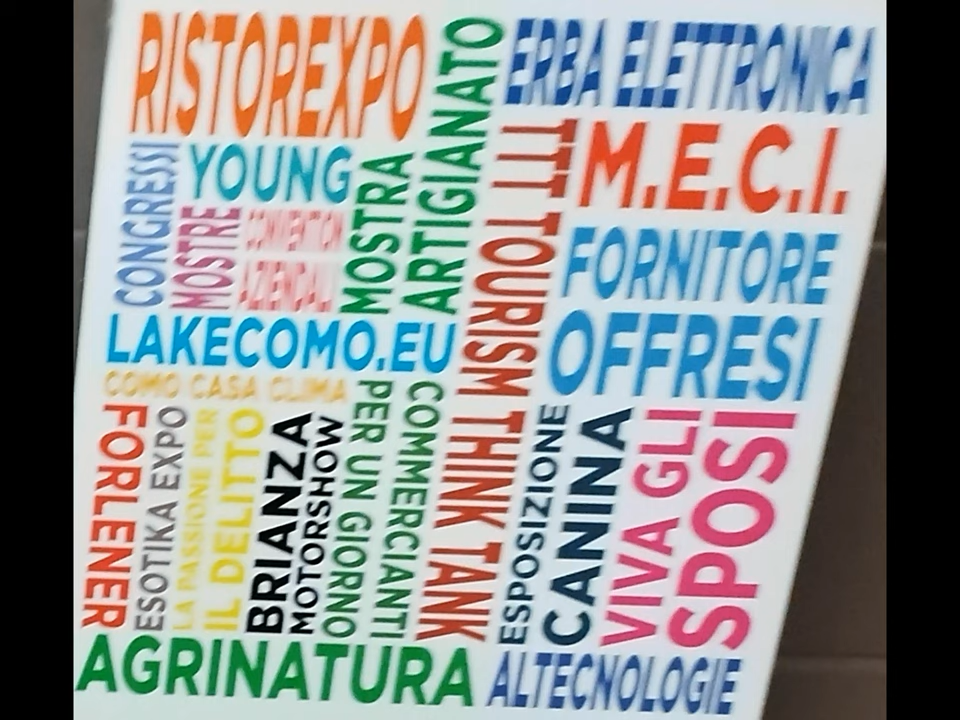 RISTOREXPO
MOSTRA
ARTIGIANATO
ERBA ELETTRONICA
CONGRESSI
YOUNG
MOSTRE
CONVENTION
AZIENDALI
TTT TOURISM THINK TANK
M.E.C.I.
FORNITORE
OFFRESI
LAKECOMO.EU
COMO CASA CLIMA
FORLENER
ESOTIKA EXPO
LA PASSIONE PER
IL DELITTO
BRIANZA
MOTORSHOW
COMMERCIANTI
PER UN GIORNO
ESPOSIZIONE
CANINA
VIVA GLI
SPOSI
AGRINATURA
ALTECNOLOGIE